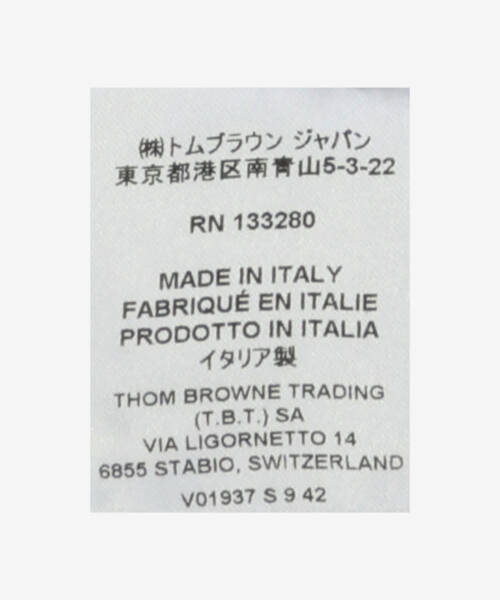 ㈱トムブラウン ジャパン
東京都港区南青山5-3-22
RN 133280
MADE IN ITALY
FABRIQUÉ EN ITALIE
PRODOTTO IN ITALIA
イタリア製
THOM BROWNE TRADING
(T.B.T.) SA
VIA LIGORNETTO 14
6855 STABIO, SWITZERLAND
V01937 S 9 42